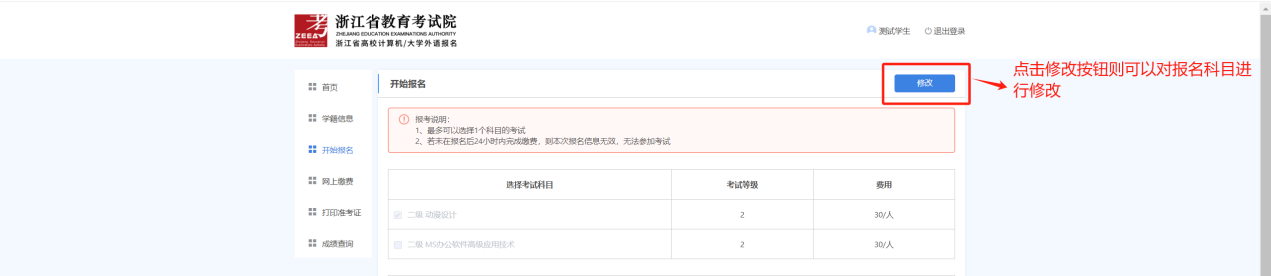 浙江省教育考试院
ZHEJIANG EDUCATION EXAMINATIONS AUTHORITY
ZEEA
浙江省高校计算机/大学外语报名
测试学生 退出登录
首页
学籍信息
开始报名
网上缴费
打印准考证
成绩查询
开始报名
修改
点击修改按钮则可以对报名科目进
行修改
报考说明：
1、最多可以选择1个科目的考试
2、若未在报名后24小时内完成缴费，则本次报名信息无效，无法参加考试
选择考试科目 考试等级 费用
二级 动漫设计 2 30/人
二级 MS办公软件高级应用技术 2 30/人